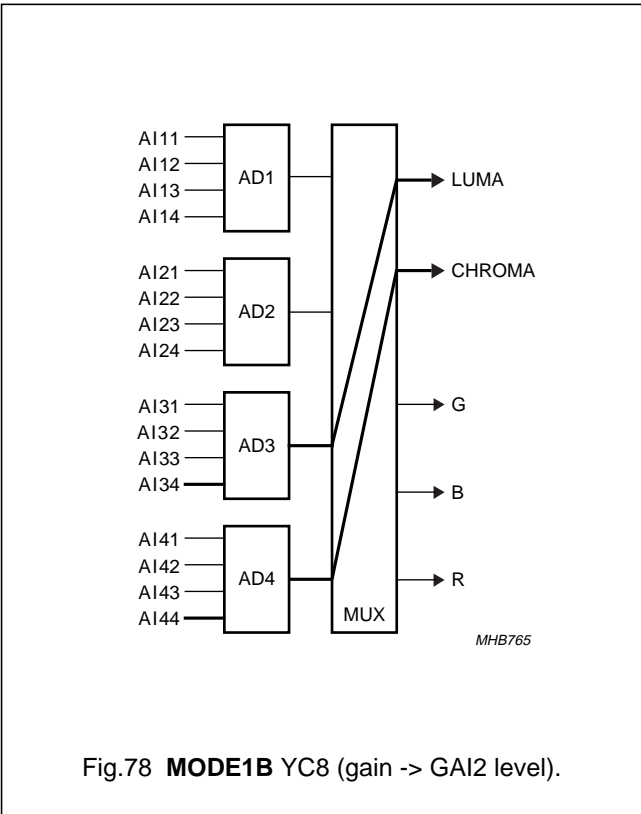 AI11
AI12
AI13
AI14
AD1
LUMA
AI21
AI22
AI23
AI24
AD2
CHROMA
AI31
AI32
AI33
AI34
AD3
G
B
AI41
AI42
AI43
AI44
AD4
MUX
R
MHB765
Fig.78 MODE1B YC8 (gain -> GAI2 level).